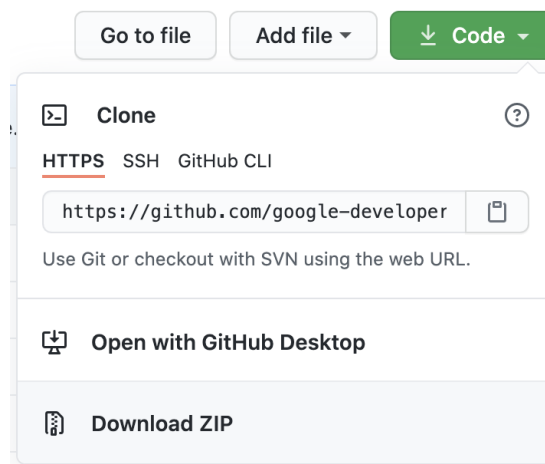 Go to file
Add file
Code
Clone
HTTPS SSH GitHub CLI
https://github.com/google-developer
Use Git or checkout with SVN using the web URL.
Open with GitHub Desktop
Download ZIP